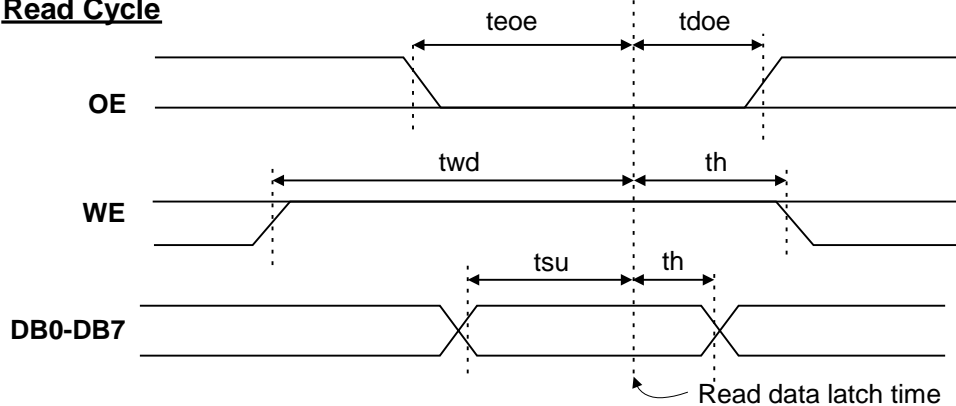 Read Cycle
teoe tdoe
OE
twd th
WE
tsu th
DB0-DB7
Read data latch time